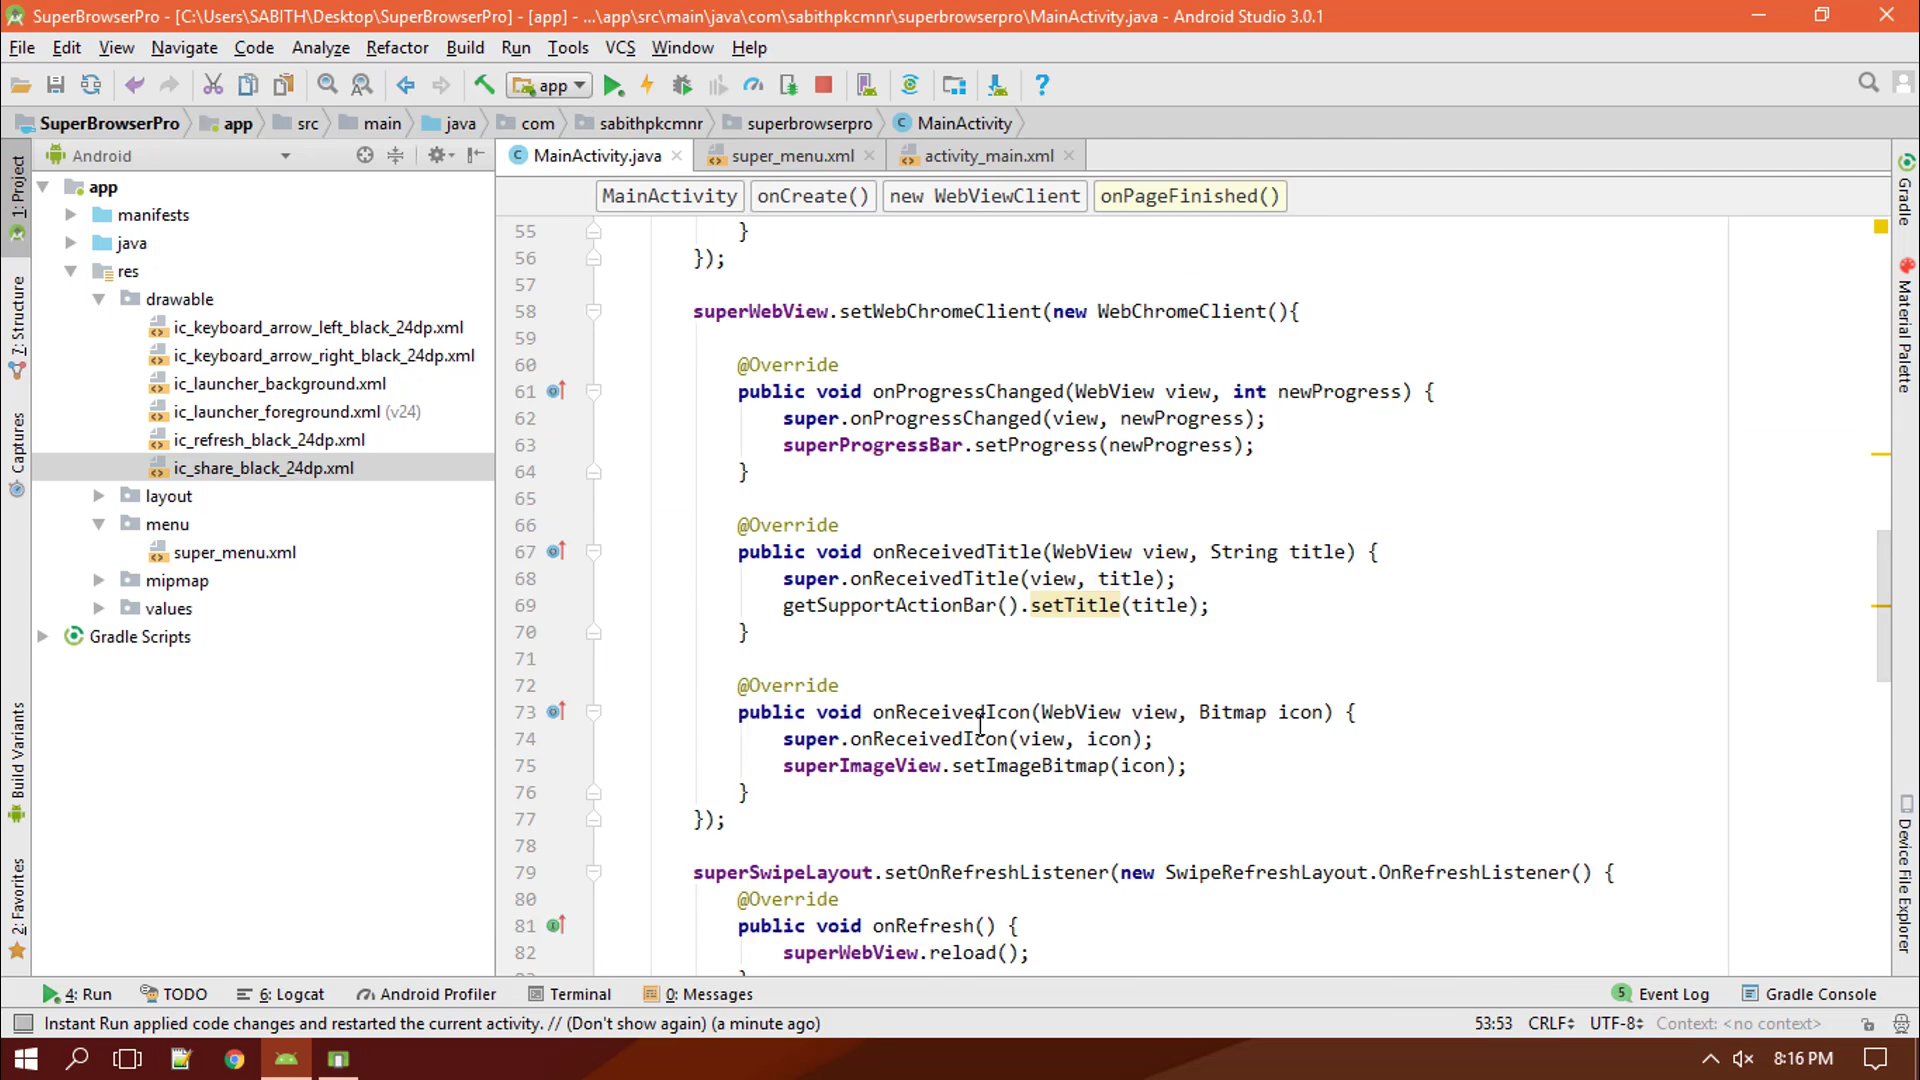 SuperBrowserPro - [C:\Users\SABITH\Desktop\SuperBrowserPro] - [app] - ...\app\src\main\java\com\sabithpkcmnr\superbrowserpro\MainActivity.java - Android Studio 3.0.1
File Edit View Navigate Code Analyze Refactor Build Run Tools VCS Window Help
app
SuperBrowserPro app src main java com sabithpkcmnr superbrowserpro MainActivity
Android
MainActivity.java super_menu.xml activity_main.xml
MainActivity onCreate() new WebViewClient onPageFinished()
1: Project
7: Structure
Captures
Build Variants
2: Favorites
app
manifests
java
res
drawable
ic_keyboard_arrow_left_black_24dp.xml
ic_keyboard_arrow_right_black_24dp.xml
ic_launcher_background.xml
ic_launcher_foreground.xml (v24)
ic_refresh_black_24dp.xml
ic_share_black_24dp.xml
layout
menu
super_menu.xml
mipmap
values
Gradle Scripts
55 }
56 });
57
58 superWebView.setWebChromeClient(new WebChromeClient(){
59
60 @Override
61 public void onProgressChanged(WebView view, int newProgress) {
62 super.onProgressChanged(view, newProgress);
63 superProgressBar.setProgress(newProgress);
64 }
65
66 @Override
67 public void onReceivedTitle(WebView view, String title) {
68 super.onReceivedTitle(view, title);
69 getSupportActionBar().setTitle(title);
70 }
71
72 @Override
73 public void onReceivedIcon(WebView view, Bitmap icon) {
74 super.onReceivedIcon(view, icon);
75 superImageView.setImageBitmap(icon);
76 }
77 });
78
79 superSwipeLayout.setOnRefreshListener(new SwipeRefreshLayout.OnRefreshListener() {
80 @Override
81 public void onRefresh() {
82 superWebView.reload();
Gradle
Material Palette
Device File Explorer
4: Run TODO 6: Logcat Android Profiler Terminal 0: Messages 5 Event Log Gradle Console
Instant Run applied code changes and restarted the current activity. // (Don't show again) (a minute ago) 53:53 CRLF UTF-8 Context: <no context>
8:16 PM